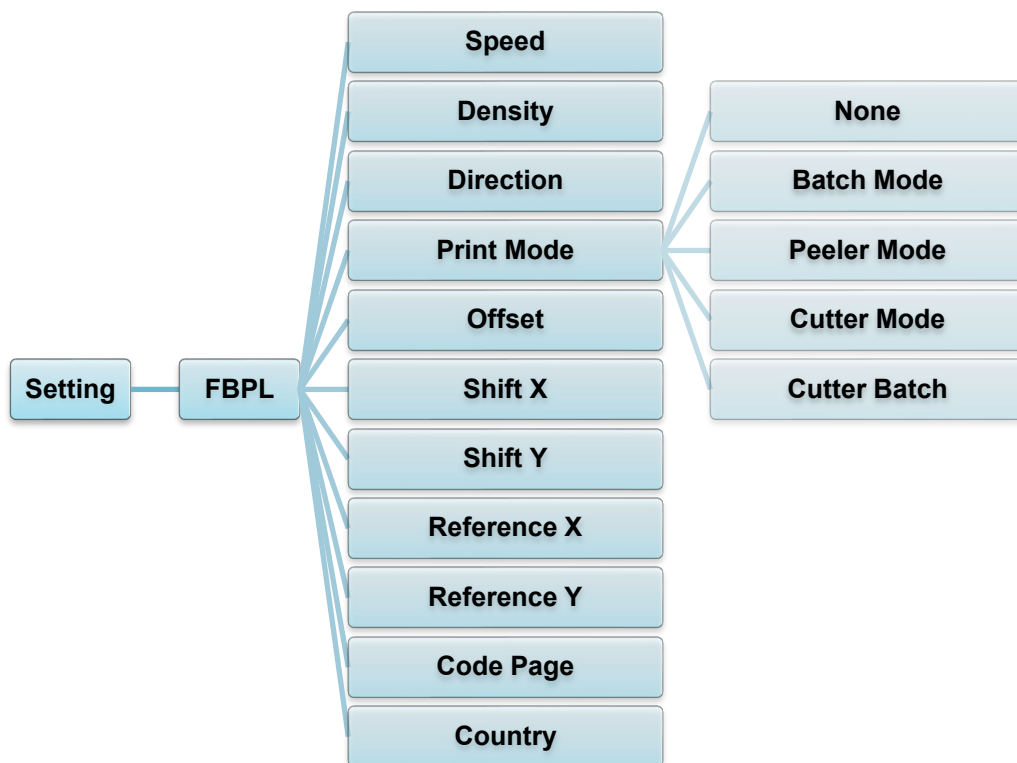 Setting
FBPL
Speed
Density
Direction
Print Mode
Offset
Shift X
Shift Y
Reference X
Reference Y
Code Page
Country
None
Batch Mode
Peeler Mode
Cutter Mode
Cutter Batch